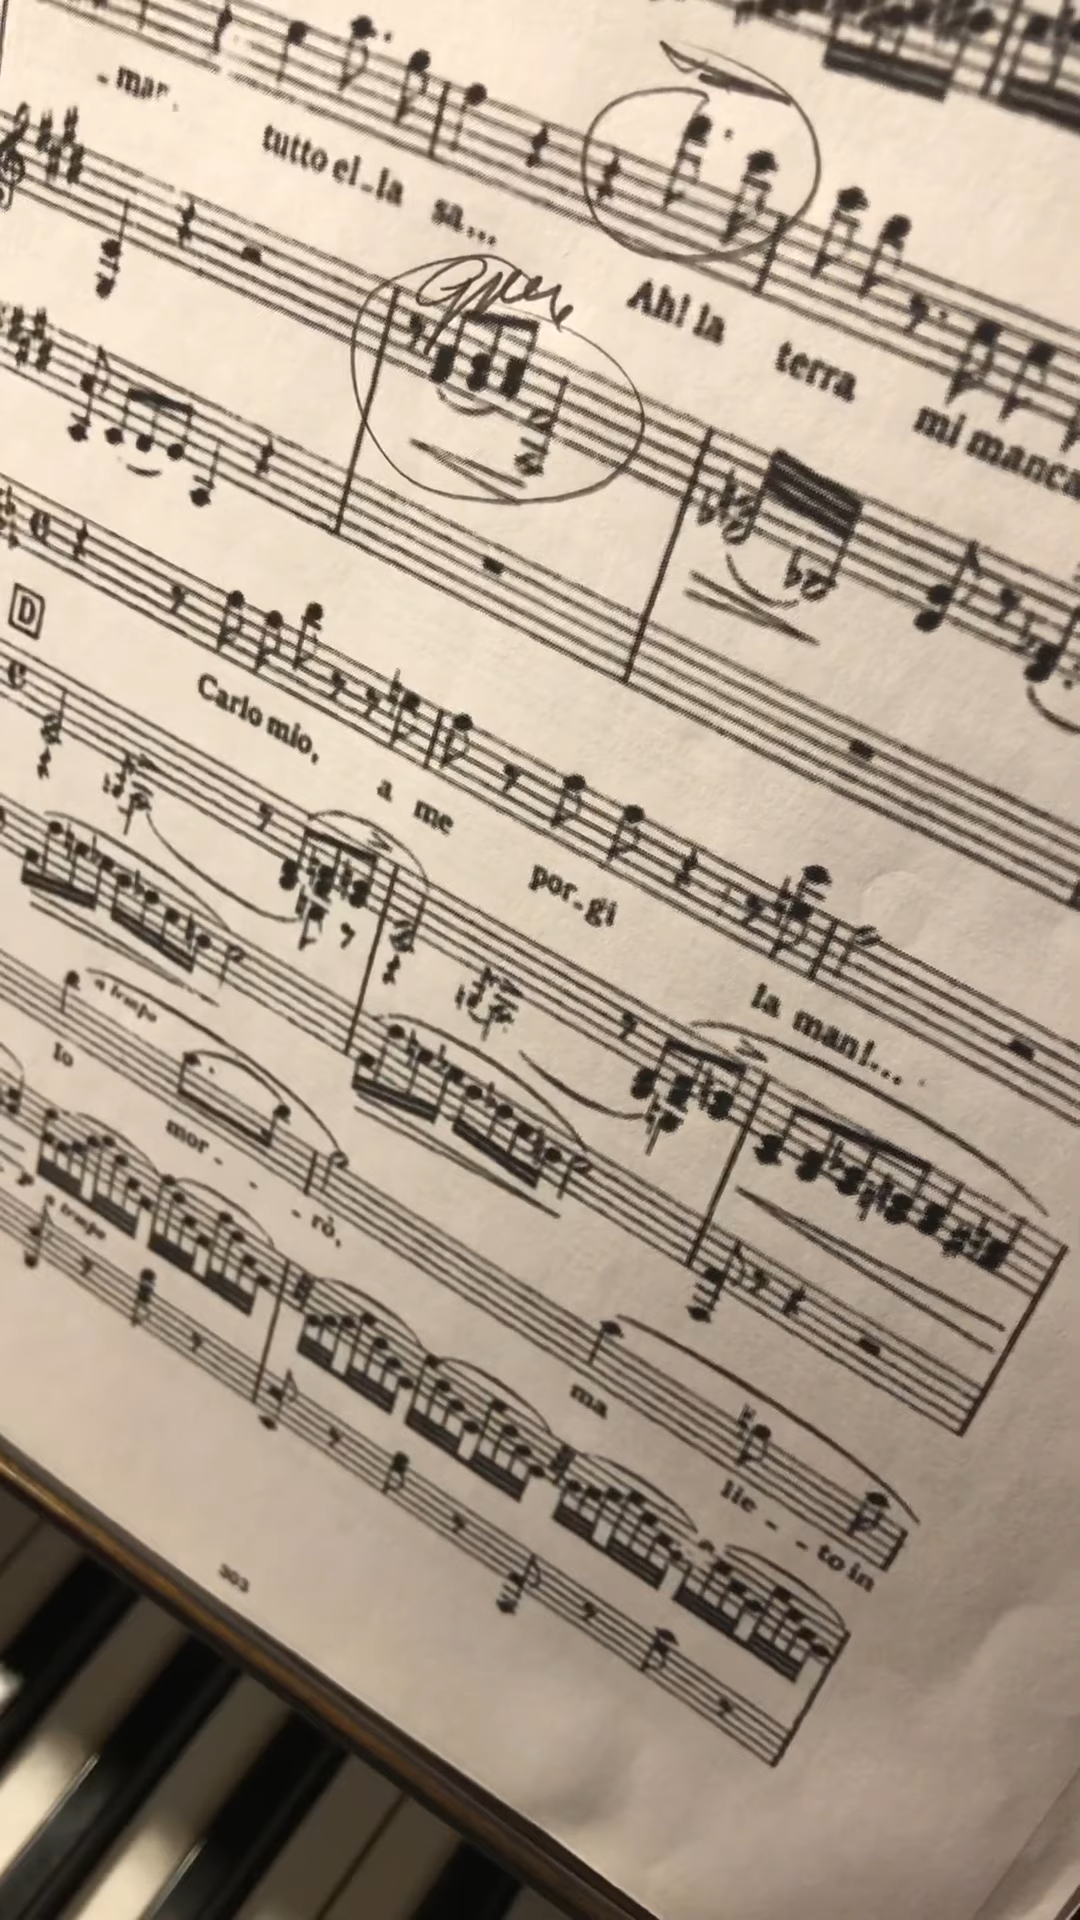 - mar.
tutto el - la sa...
Ah! la terra mi manca
D
Carlo mio, a me por - gi la man!...
a tempo
Io mor - - - rò, ma lie - - to in
a tempo
303